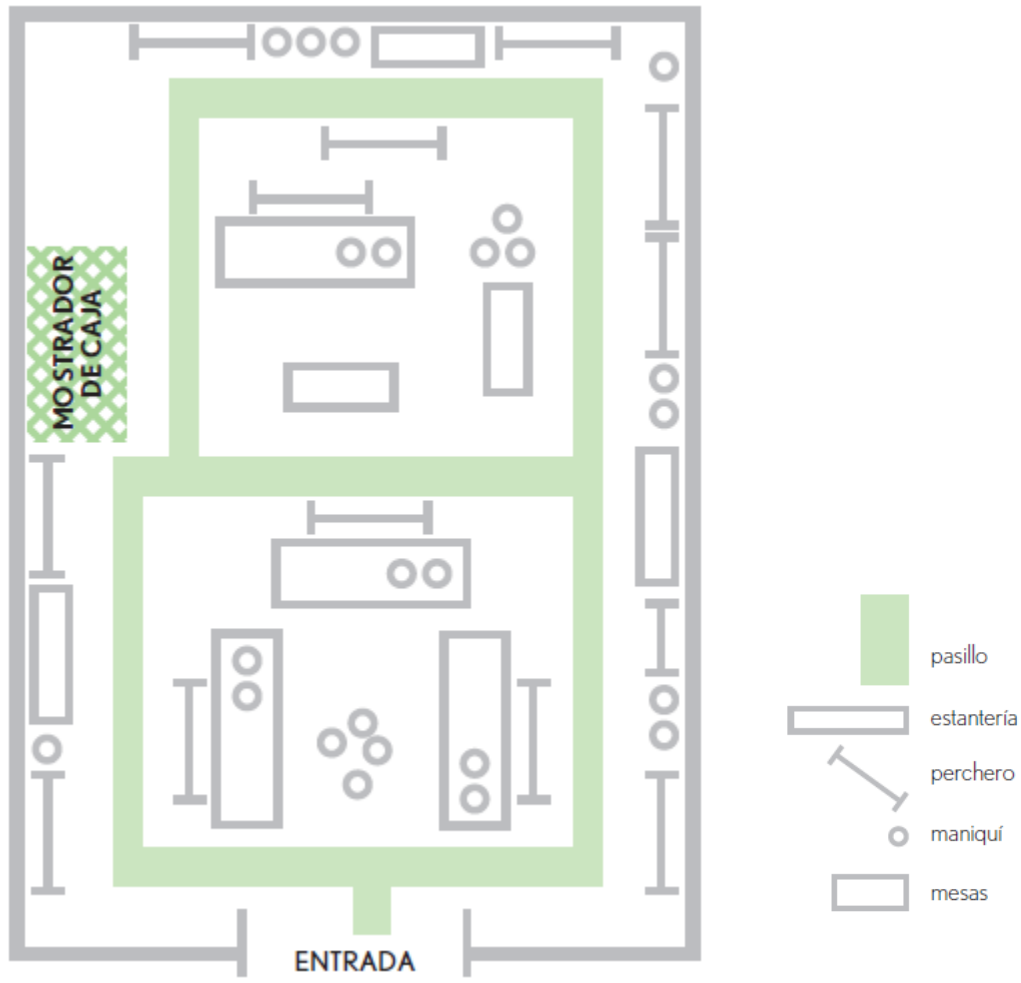 MOSTRADOR
DE CAJA
ENTRADA
pasillo
estantería
perchero
maniquí
mesas